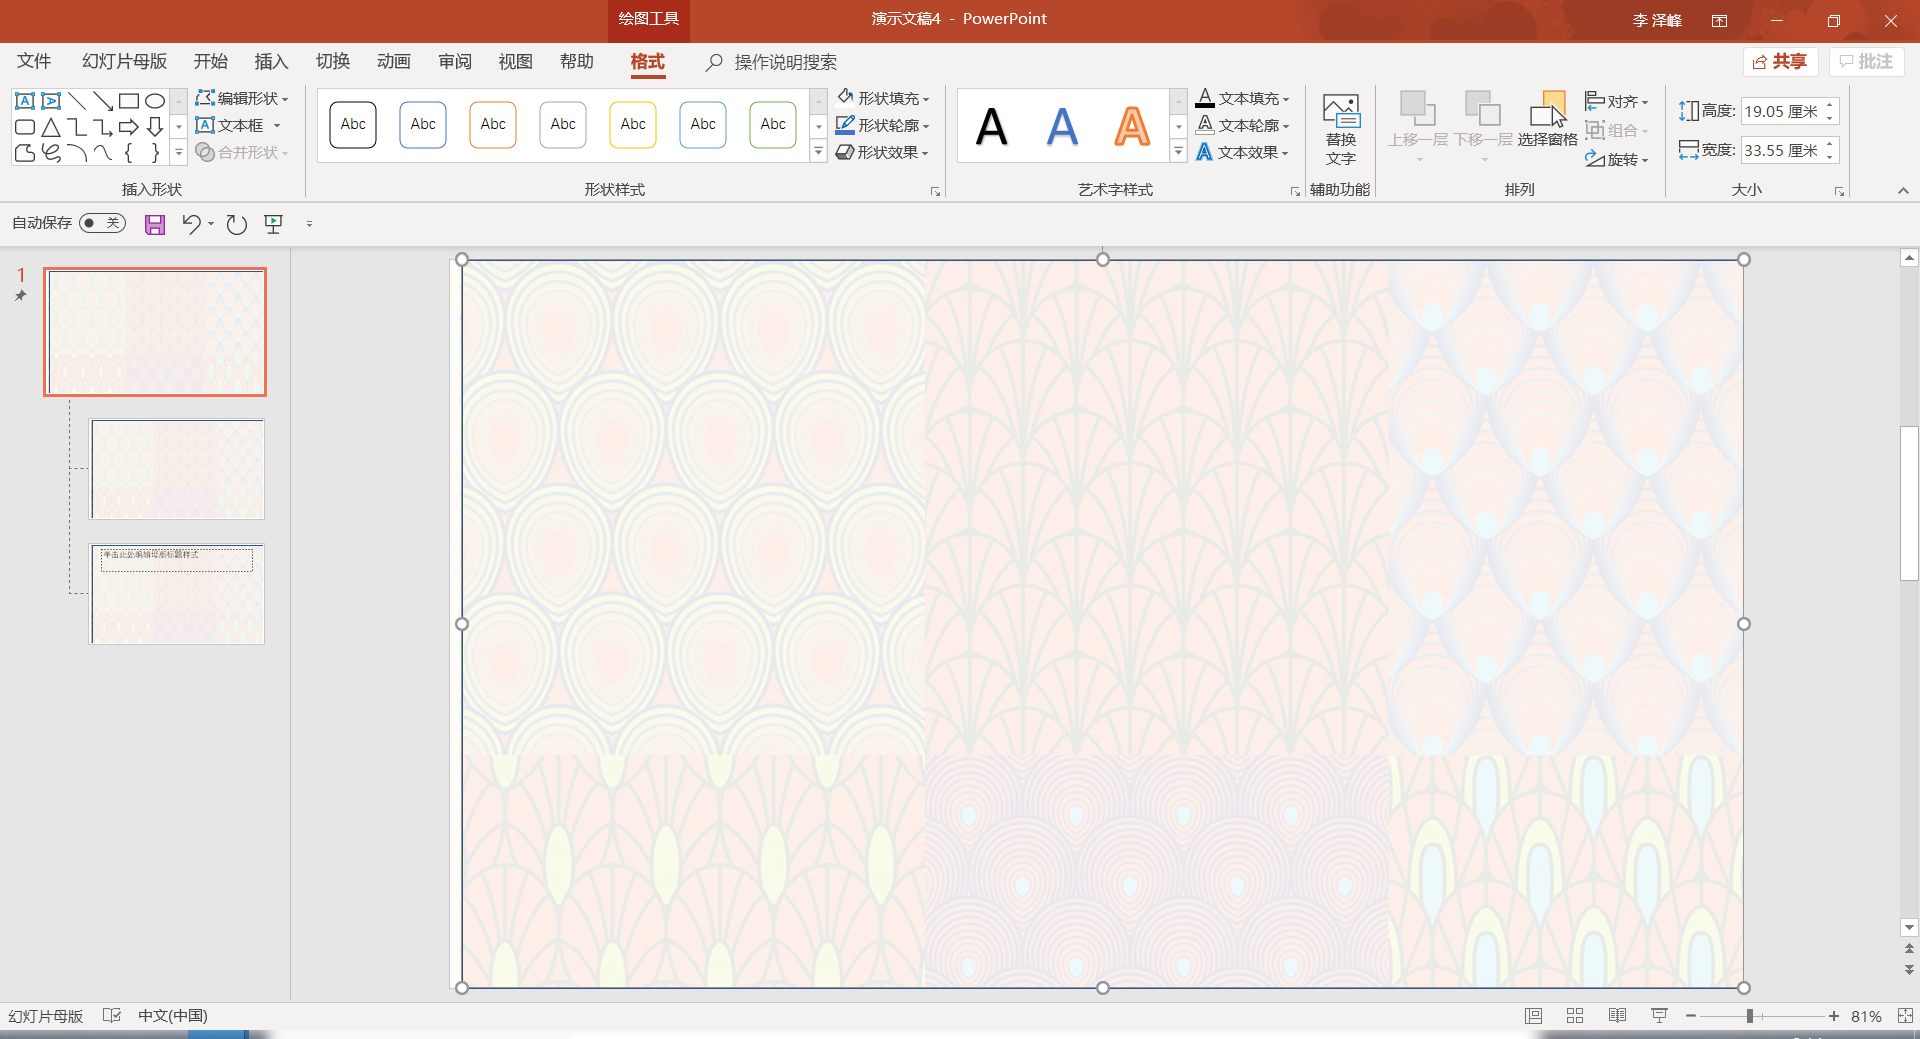 绘图工具
演示文稿4 - PowerPoint
李 泽峰
文件 幻灯片母版 开始 插入 切换 动画 审阅 视图 帮助 格式 操作说明搜索
共享 批注
编辑形状
文本框
合并形状
插入形状
Abc Abc Abc Abc Abc Abc Abc
形状填充
形状轮廓
形状效果
形状样式
A A A
文本填充
文本轮廓
文本效果
艺术字样式
替换
文字
辅助功能
上移一层 下移一层 选择窗格
对齐
组合
旋转
排列
高度: 19.05 厘米
宽度: 33.55 厘米
大小
自动保存 关
1
单击此处编辑母版标题样式
幻灯片母版 中文(中国)
81%